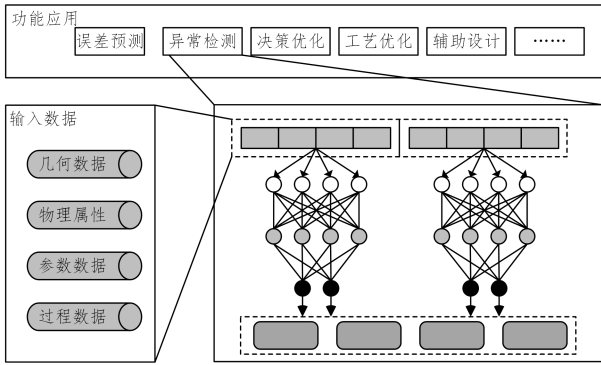 功能应用
误差预测 异常检测 决策优化 工艺优化 辅助设计 ……
输入数据
几何数据
物理属性
参数数据
过程数据